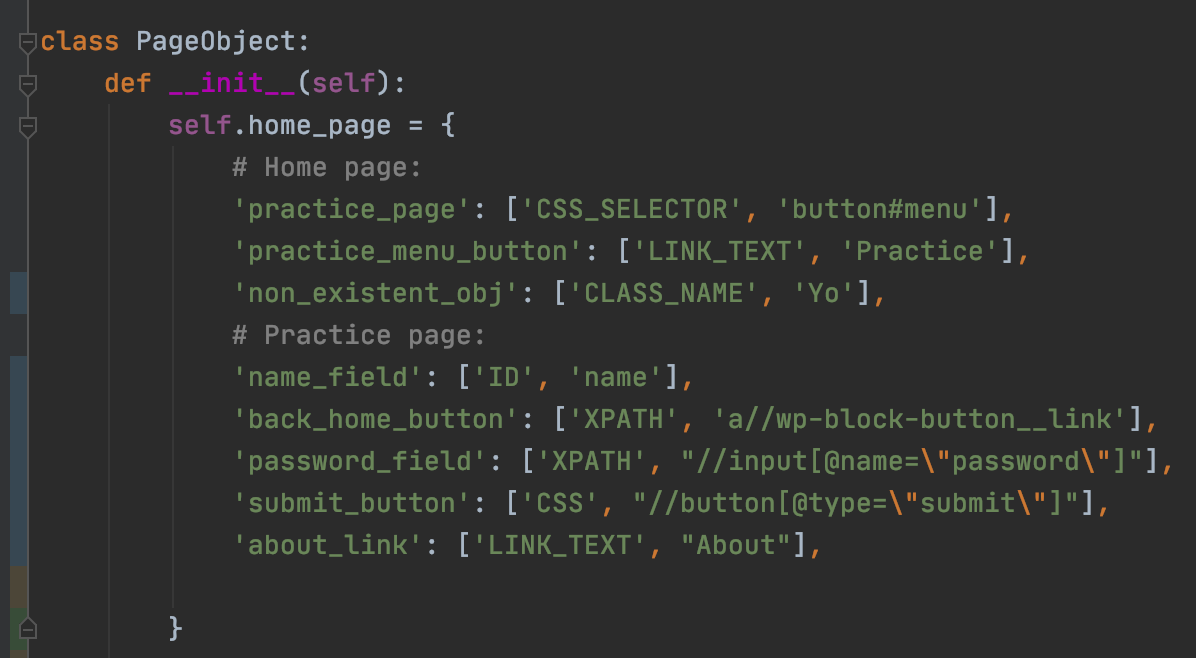 class PageObject:
    def __init__(self):
        self.home_page = {
            # Home page:
            'practice_page': ['CSS_SELECTOR', 'button#menu'],
            'practice_menu_button': ['LINK_TEXT', 'Practice'],
            'non_existent_obj': ['CLASS_NAME', 'Yo'],
            # Practice page:
            'name_field': ['ID', 'name'],
            'back_home_button': ['XPATH', 'a//wp-block-button__link'],
            'password_field': ['XPATH', "//input[@name=\"password\"]"],
            'submit_button': ['CSS', "//button[@type=\"submit\"]"],
            'about_link': ['LINK_TEXT', "About"],
        }